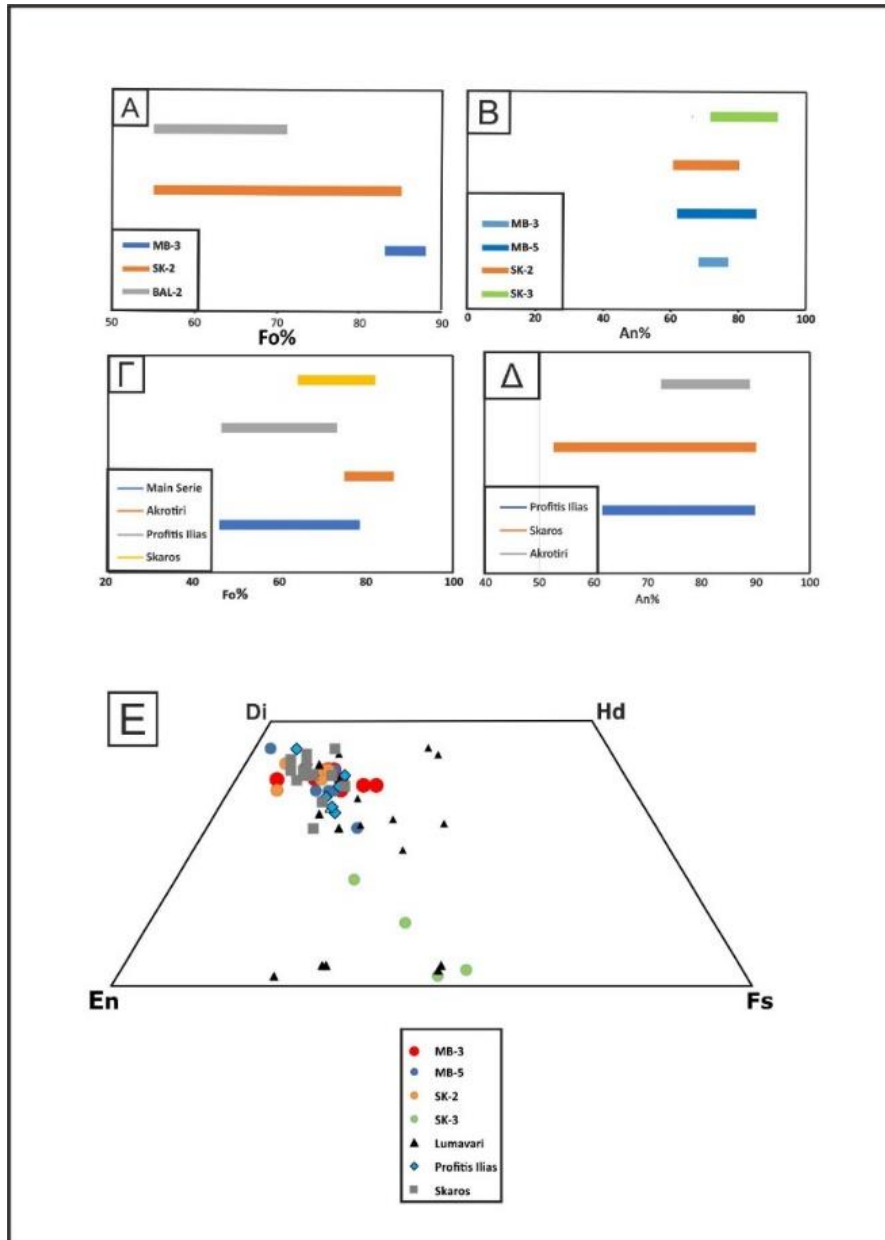 A
MB-3
SK-2
BAL-2
50
60
70
80
90
Fo%
B
MB-3
MB-5
SK-2
SK-3
0
20
40
60
80
100
An%
Γ
Main Serie
Akrotiri
Profitis Ilias
Skaros
20
40
60
80
100
Fo%
Δ
Profitis Ilias
Skaros
Akrotiri
40
50
60
70
80
90
100
An%
E
Di
Hd
En
Fs
MB-3
MB-5
SK-2
SK-3
Lumavari
Profitis Ilias
Skaros